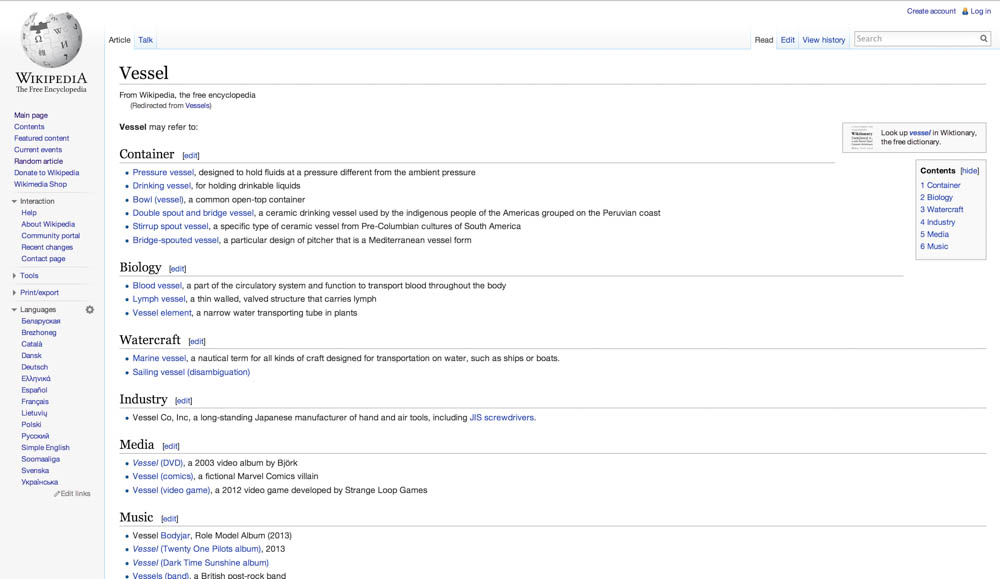 WIKIPEDIA
The Free Encyclopedia
Main page
Contents
Featured content
Current events
Random article
Donate to Wikipedia
Wikimedia Shop
Interaction
Help
About Wikipedia
Community portal
Recent changes
Contact page
Tools
Print/export
Languages
Беларуская
Brezhoneg
Català
Dansk
Deutsch
Ελληνικά
Español
Français
Lietuvių
Polski
Русский
Simple English
Soomaaliga
Svenska
Українська
Edit links
Create account Log in
Article Talk
Read Edit View history Search
Vessel
From Wikipedia, the free encyclopedia
(Redirected from Vessels)
Vessel may refer to:
Look up vessel in Wiktionary,
the free dictionary.
Contents [hide]
1 Container
2 Biology
3 Watercraft
4 Industry
5 Media
6 Music
Container [edit]
Pressure vessel, designed to hold fluids at a pressure different from the ambient pressure
Drinking vessel, for holding drinkable liquids
Bowl (vessel), a common open-top container
Double spout and bridge vessel, a ceramic drinking vessel used by the indigenous people of the Americas grouped on the Peruvian coast
Stirrup spout vessel, a specific type of ceramic vessel from Pre-Columbian cultures of South America
Bridge-spouted vessel, a particular design of pitcher that is a Mediterranean vessel form
Biology [edit]
Blood vessel, a part of the circulatory system and function to transport blood throughout the body
Lymph vessel, a thin walled, valved structure that carries lymph
Vessel element, a narrow water transporting tube in plants
Watercraft [edit]
Marine vessel, a nautical term for all kinds of craft designed for transportation on water, such as ships or boats.
Sailing vessel (disambiguation)
Industry [edit]
Vessel Co, Inc, a long-standing Japanese manufacturer of hand and air tools, including JIS screwdrivers.
Media [edit]
Vessel (DVD), a 2003 video album by Björk
Vessel (comics), a fictional Marvel Comics villain
Vessel (video game), a 2012 video game developed by Strange Loop Games
Music [edit]
Vessel Bodyjar, Role Model Album (2013)
Vessel (Twenty One Pilots album), 2013
Vessel (Dark Time Sunshine album)
Vessels (band), a British post-rock band